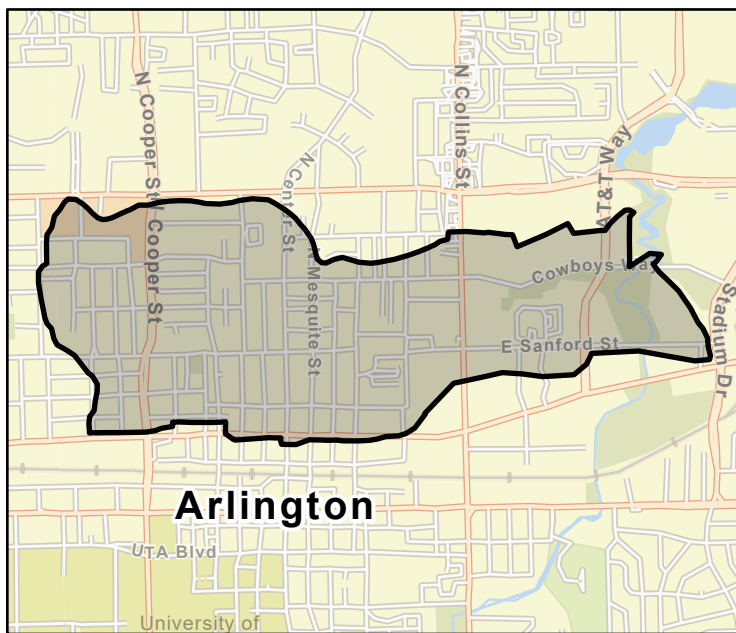 N Cooper St
N Collins St
N Center St
AT&T Way
N Cooper St
N Mesquite St
Cowboys Way
Stadium Dr
E Sanford St
Arlington
UTA Blvd
University of